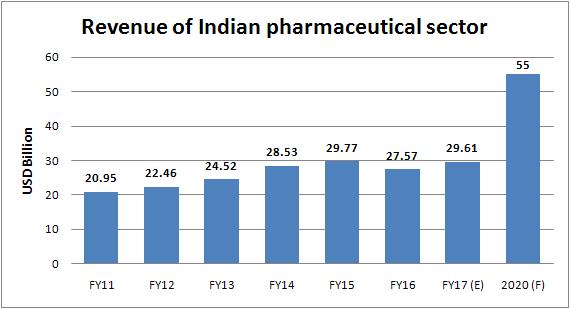 Revenue of Indian pharmaceutical sector
USD Billion
60
50
40
30
20
10
0
20.95
22.46
24.52
28.53
29.77
27.57
29.61
55
FY11
FY12
FY13
FY14
FY15
FY16
FY17 (E)
2020 (F)